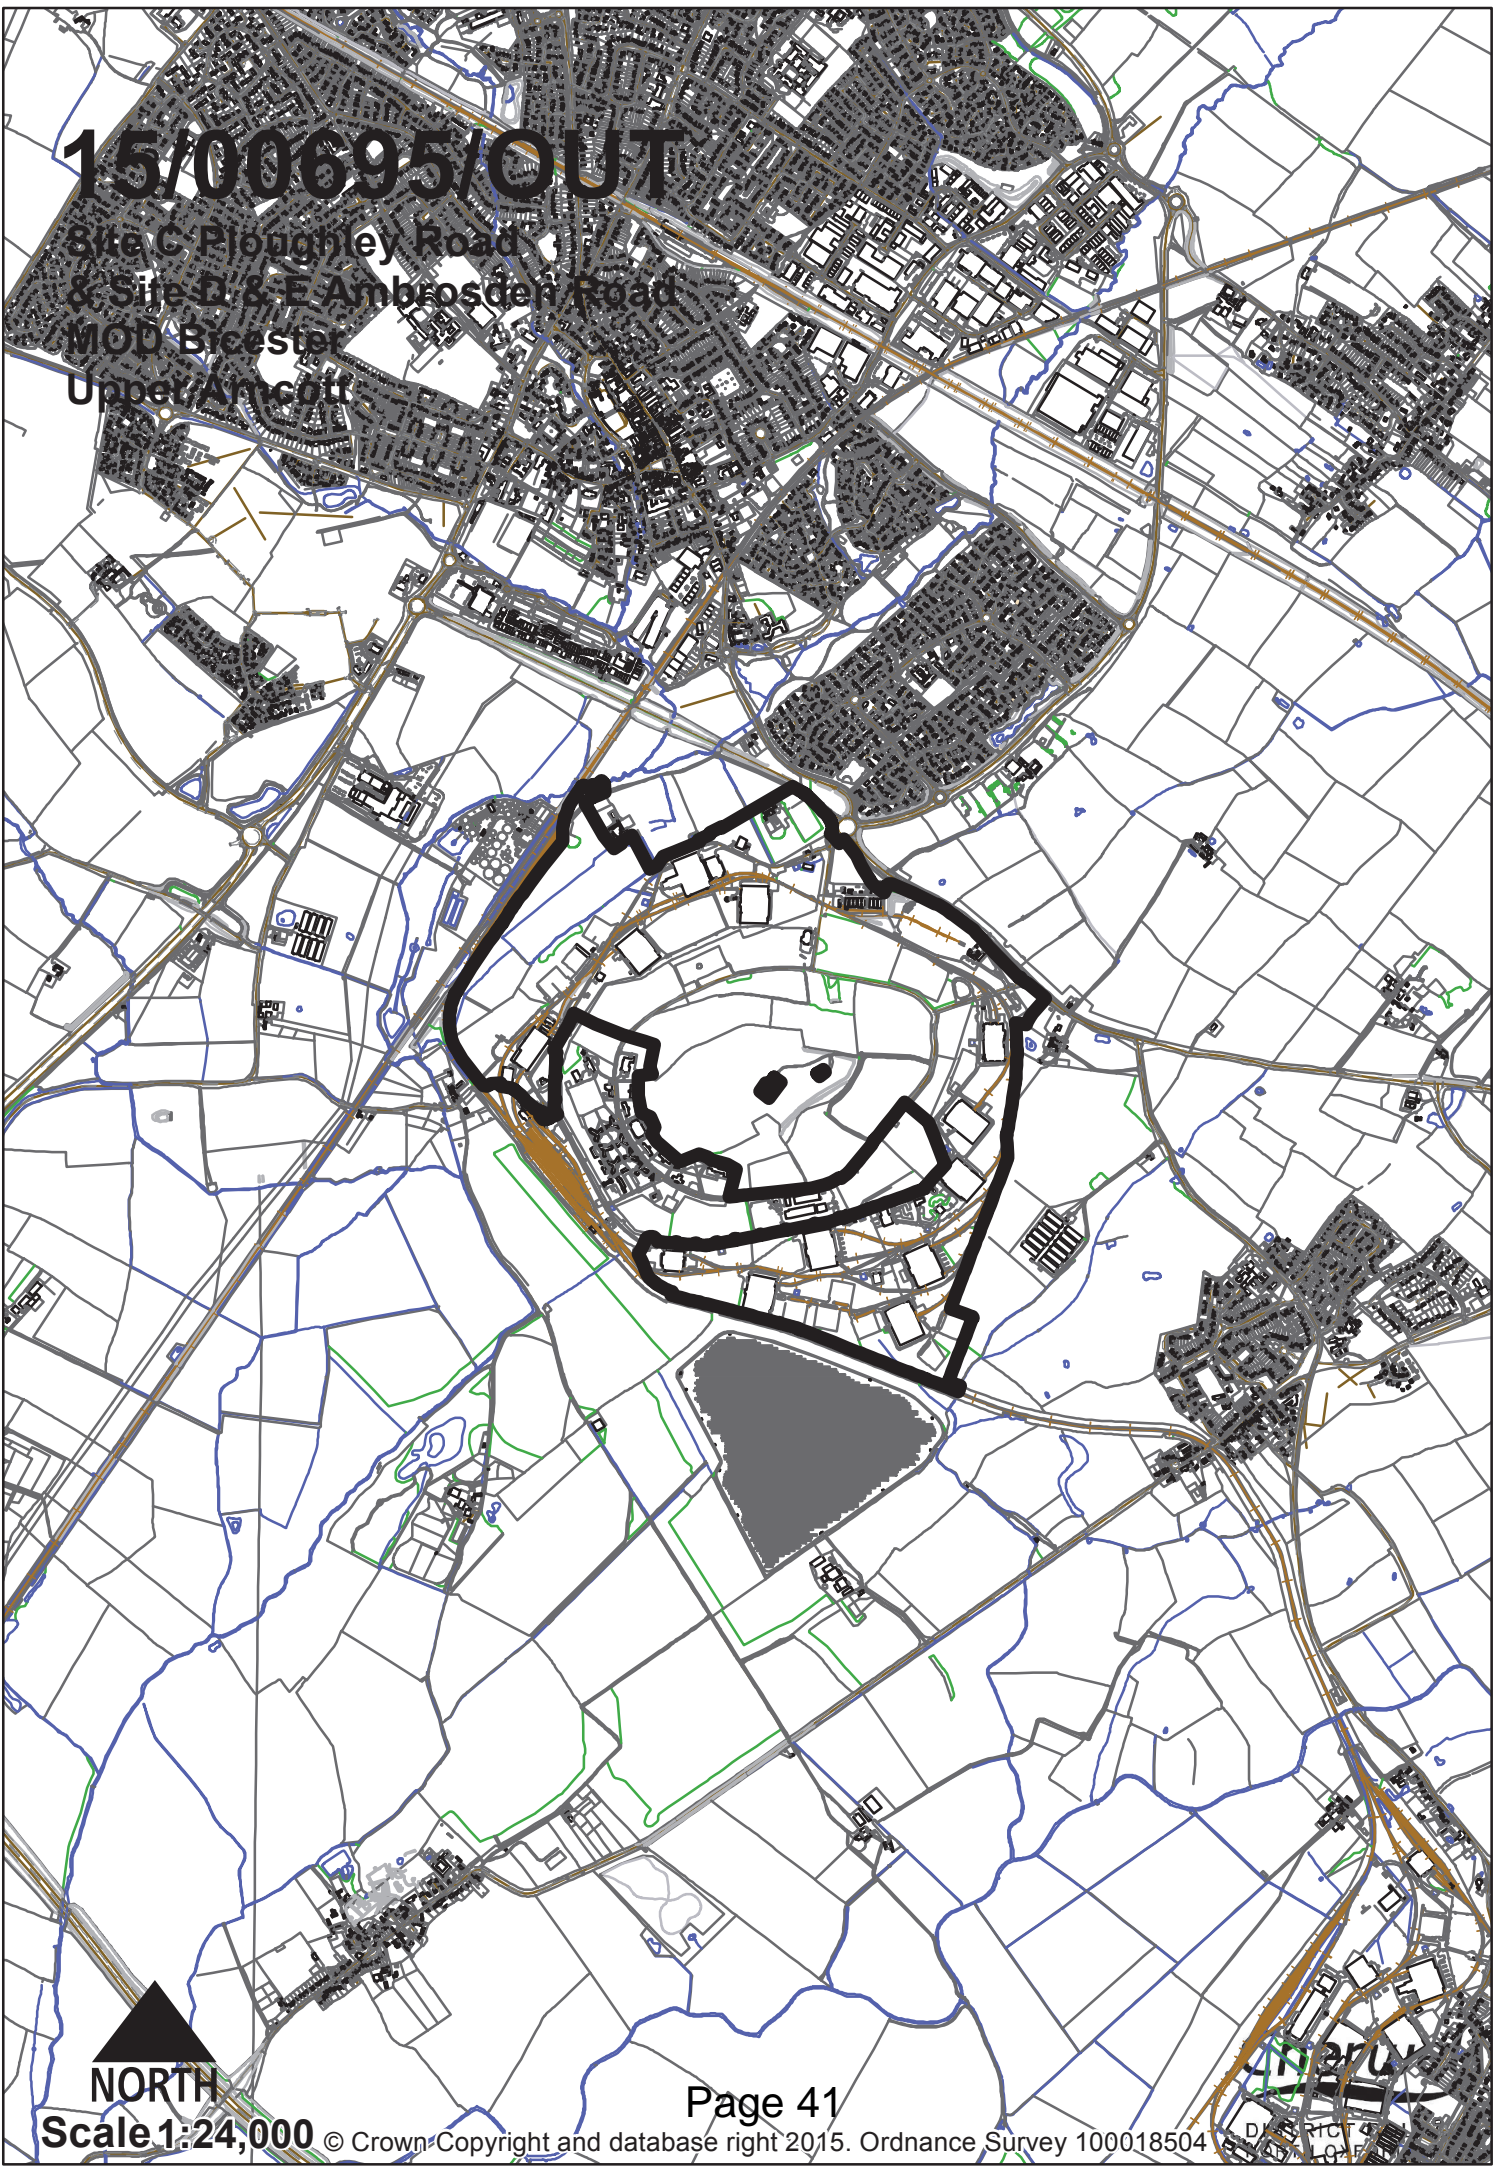 15/00695/OUT
Site C Ploughley Road
& Site D & E Ambrosden Road
MOD Bicester
Upper Arncott
NORTH
Scale 1:24,000
Page 41
© Crown Copyright and database right 2015. Ordnance Survey 100018504
DISTRICT